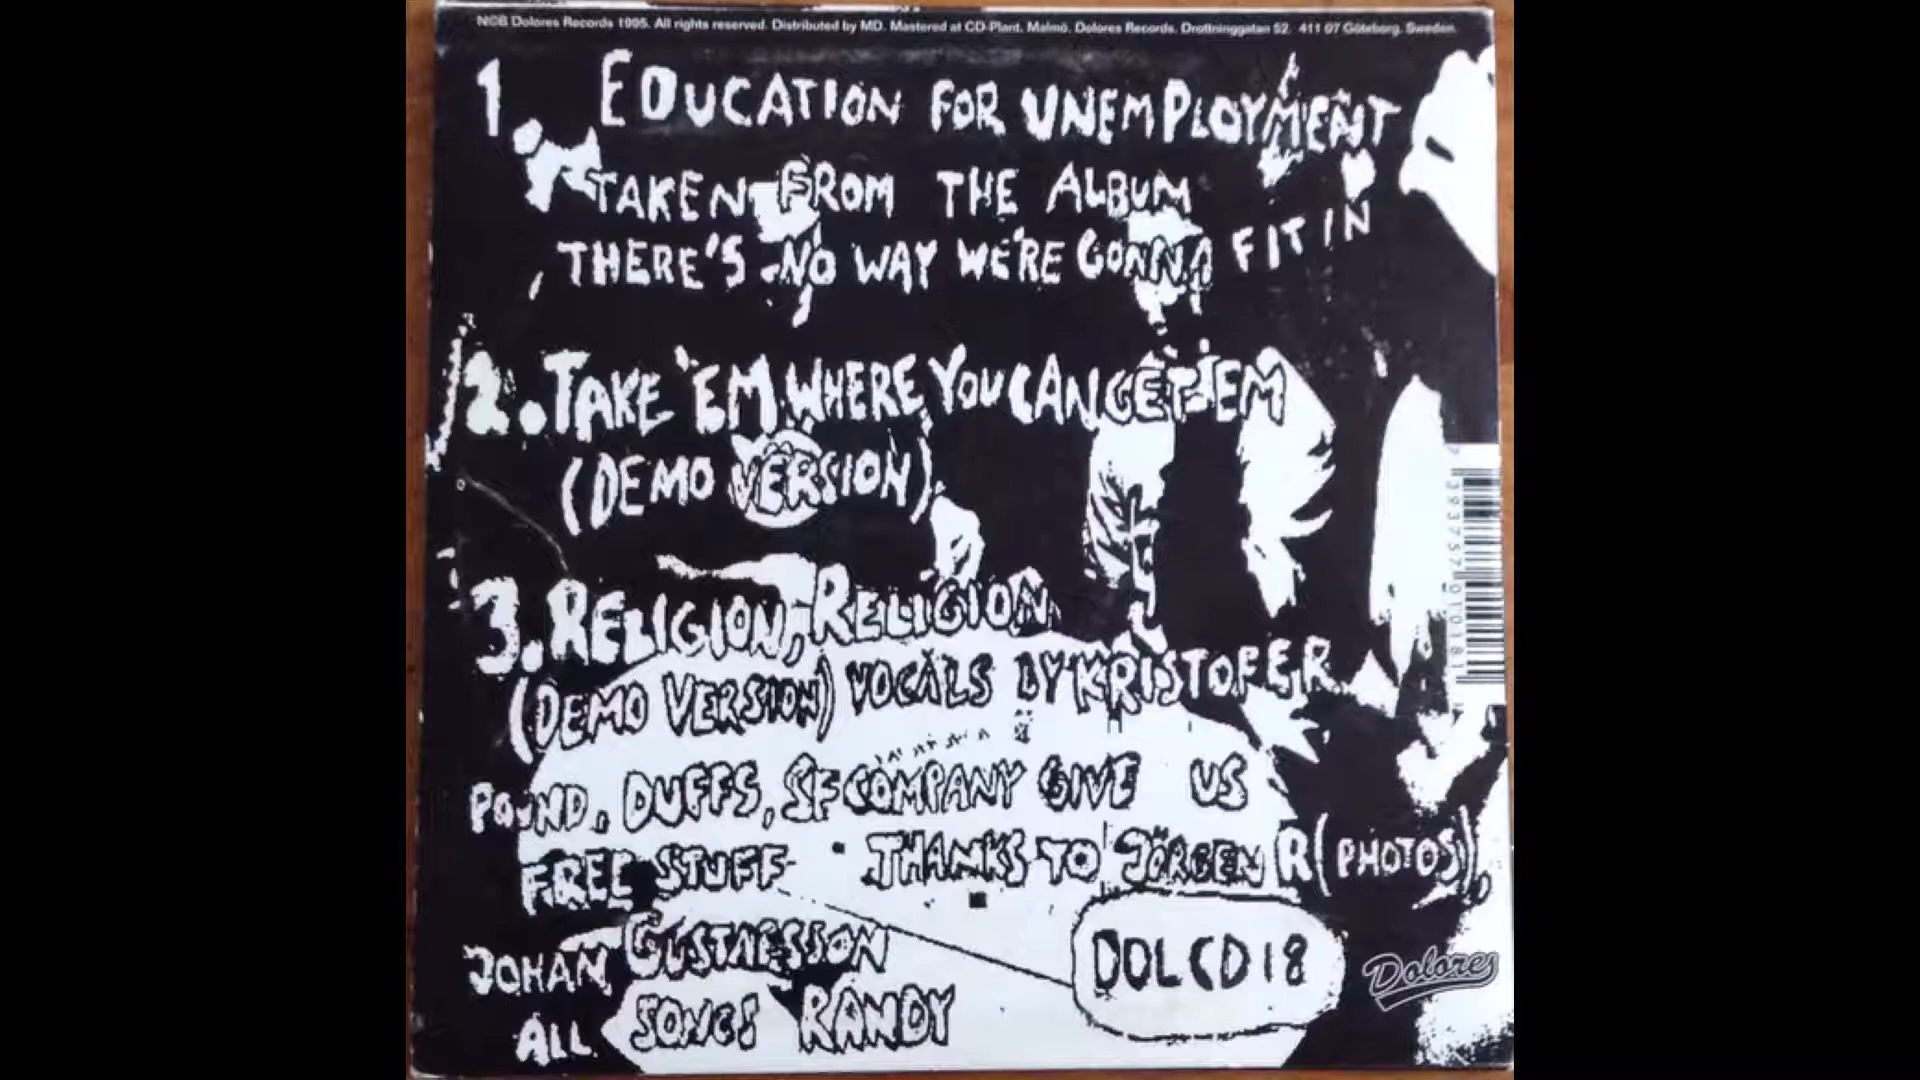 NCB Dolores Records 1995. All rights reserved. Distributed by MD. Mastered at CD-Plant, Malmö. Dolores Records, Drottninggatan 52, 411 07 Göteborg, Sweden.
1. EDUCATION FOR UNEMPLOYMENT
TAKEN FROM THE ALBUM
THERE'S NO WAY WE'RE GONNA FIT IN
2. TAKE 'EM WHERE YOU CAN GET 'EM
(DEMO VERSION)
3. RELIGION, RELIGION
(DEMO VERSION) VOCALS BY KRISTOFER
POUND, DUFFS, SF COMPANY GIVE US
FREE STUFF THANKS TO JÖRGEN R (PHOTOS),
JOHAN GUSTAFSSON
ALL SONGS RANDY
DOLCD18
Dolores